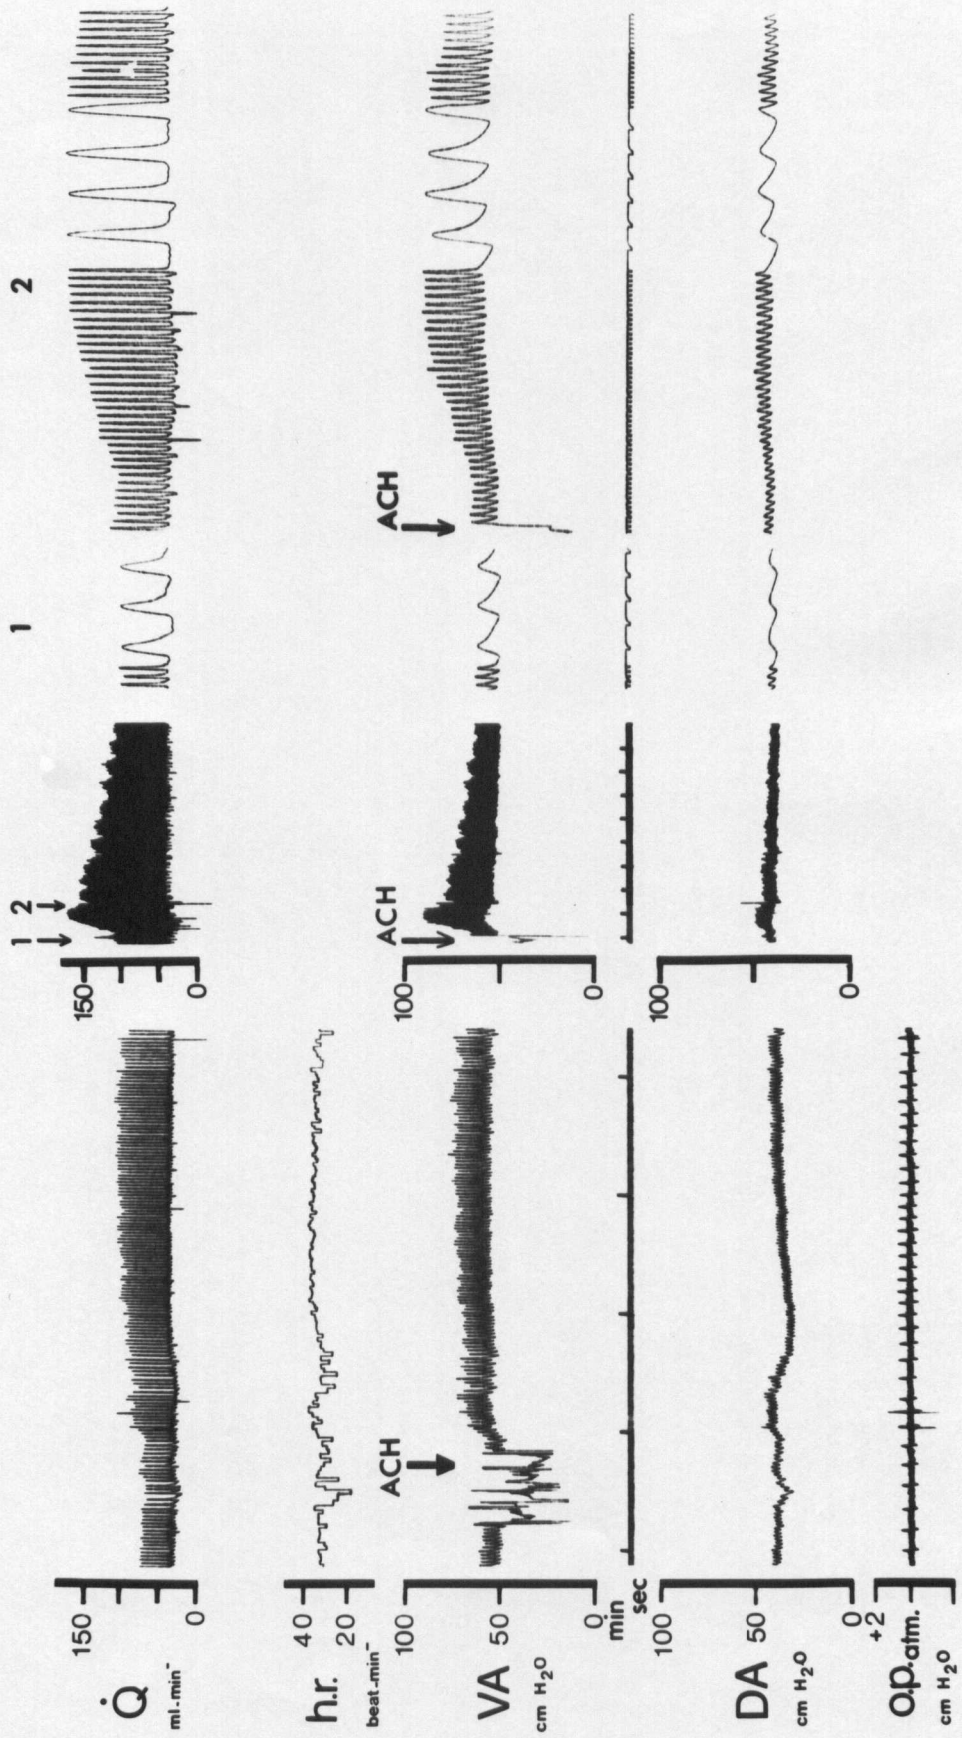 1 2 1 2
150 150
Q̇
ml.min⁻
0 0
h.r.
40
20
beat.min⁻
ACH ACH ACH
100 100
VA
50
cm H₂O
0 0
min
sec
100 100
DA
50
cm H₂O
0 0
+2
o.p.atm.
0
cm H₂O